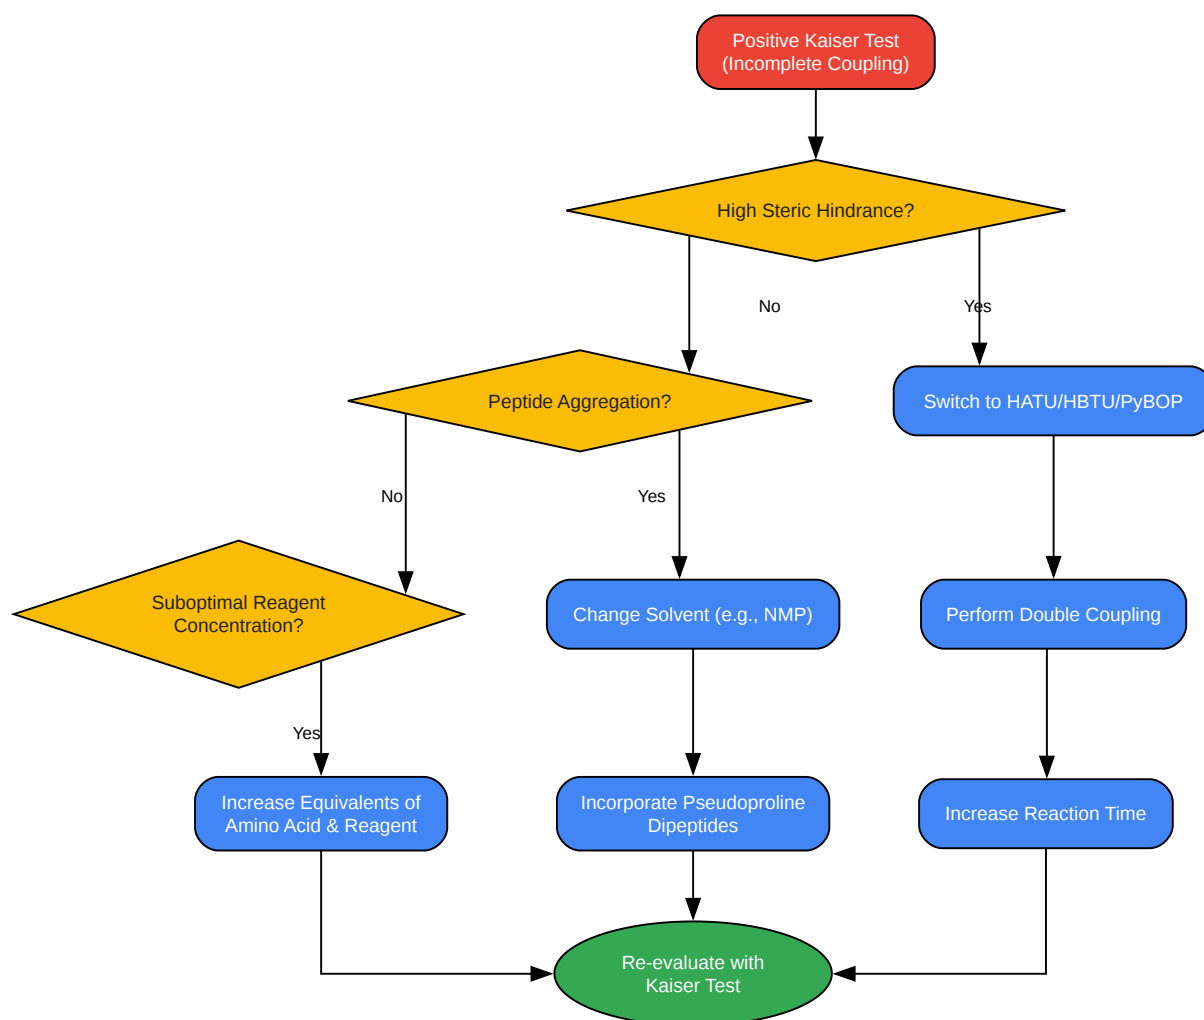 Positive Kaiser Test
(Incomplete Coupling)
High Steric Hindrance?
No
Yes
Peptide Aggregation?
Switch to HATU/HBTU/PyBOP
No
Yes
Suboptimal Reagent
Concentration?
Change Solvent (e.g., NMP)
Perform Double Coupling
Yes
Increase Equivalents of
Amino Acid & Reagent
Incorporate Pseudoproline
Dipeptides
Increase Reaction Time
Re-evaluate with
Kaiser Test